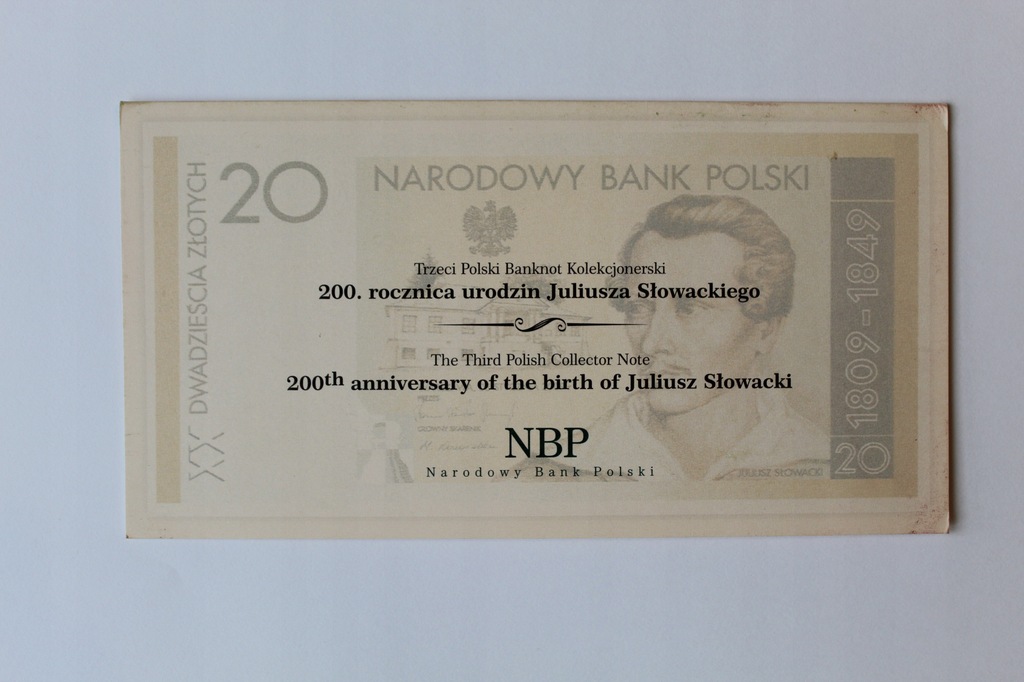 20
NARODOWY BANK POLSKI
XX DWADZIEŚCIA ZŁOTYCH
Trzeci Polski Banknot Kolekcjonerski
200. rocznica urodzin Juliusza Słowackiego
The Third Polish Collector Note
200th anniversary of the birth of Juliusz Słowacki
GŁÓWNY SKARBNIK
NBP
Narodowy Bank Polski
JULIUSZ SŁOWACKI
1809-1849
20